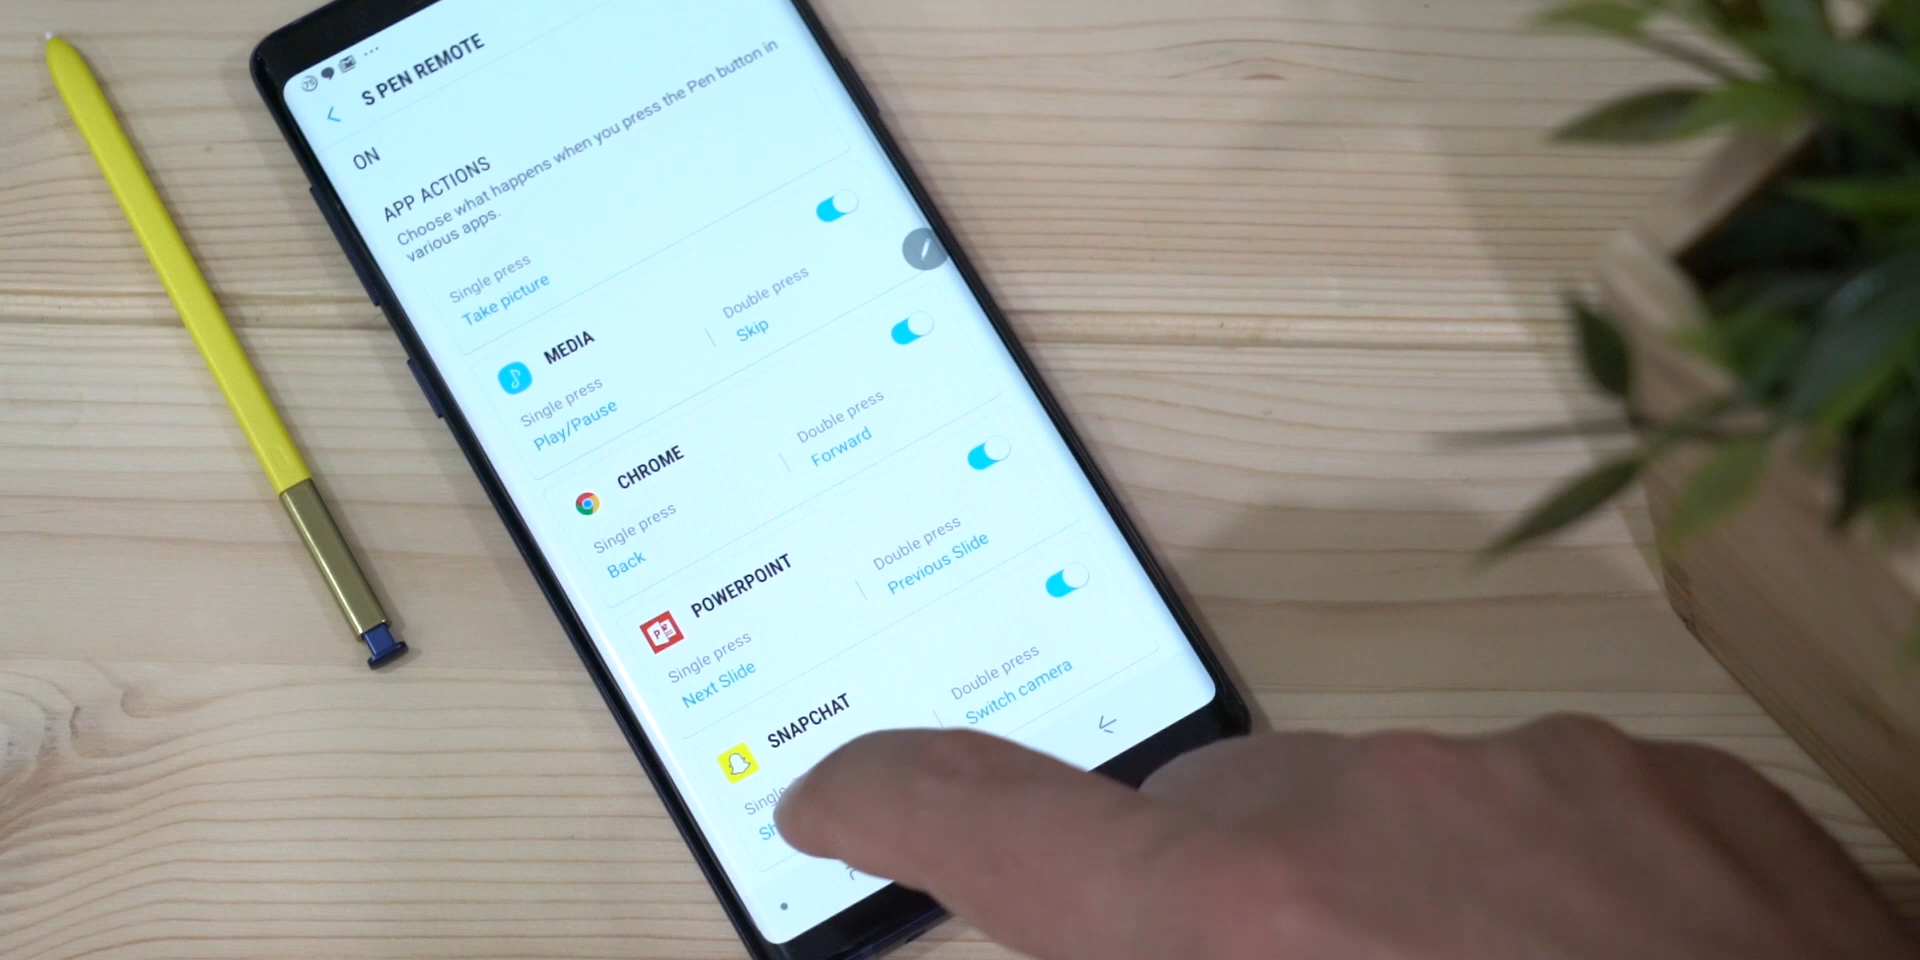 S PEN REMOTE
ON
APP ACTIONS
Choose what happens when you press the Pen button in
various apps.
Single press
Take picture
MEDIA
Single press
Play/Pause
Double press
Skip
CHROME
Single press
Back
Double press
Forward
POWERPOINT
Single press
Next Slide
Double press
Previous Slide
SNAPCHAT
Single
Double press
Switch camera